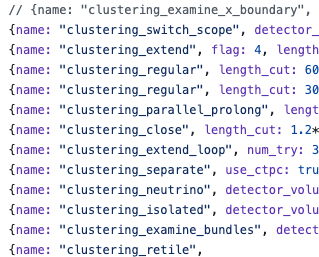 // {name: "clustering_examine_x_boundary",
{name: "clustering_switch_scope", detector_
{name: "clustering_extend", flag: 4, length
{name: "clustering_regular", length_cut: 60
{name: "clustering_regular", length_cut: 30
{name: "clustering_parallel_prolong", lengt
{name: "clustering_close", length_cut: 1.2*
{name: "clustering_extend_loop", num_try: 3
{name: "clustering_separate", use_ctpc: tru
{name: "clustering_neutrino", detector_volu
{name: "clustering_isolated", detector_volu
{name: "clustering_examine_bundles", detect
{name: "clustering_retile",